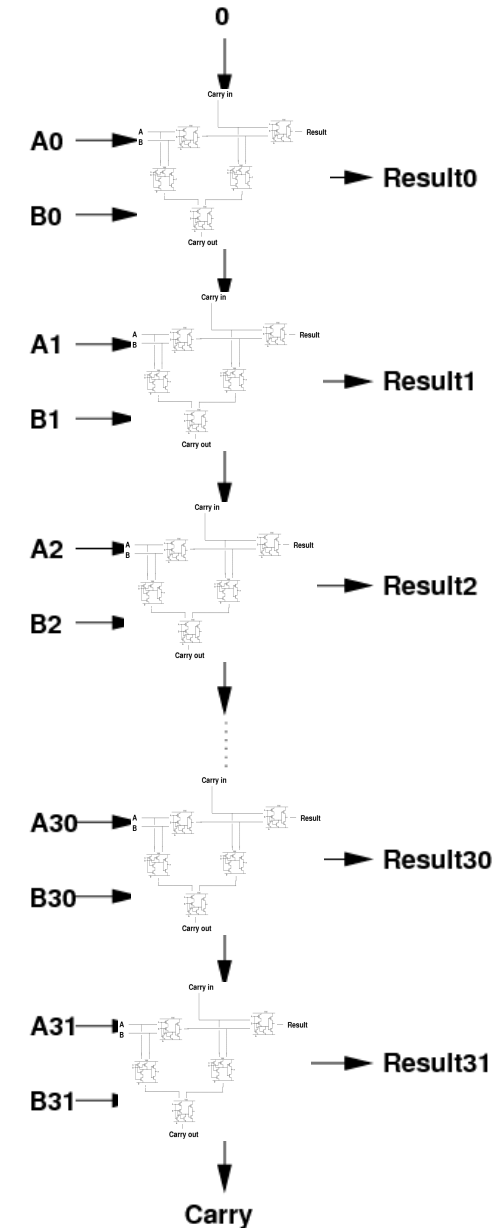 0
Carry in
A0
A
B
Result
Result0
B0
Carry out
Carry in
A1
A
B
Result
Result1
B1
Carry out
Carry in
A2
A
B
Result
Result2
B2
Carry out
Carry in
A30
A
B
Result
Result30
B30
Carry out
Carry in
A31
A
B
Result
Result31
B31
Carry out
Carry